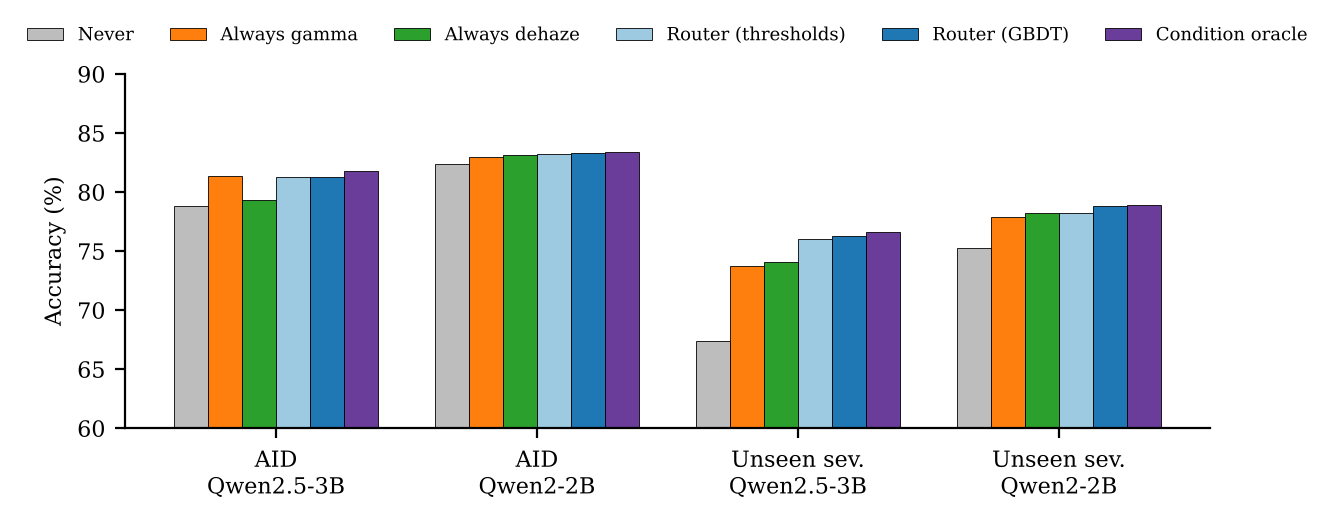 Never Always gamma Always dehaze Router (thresholds) Router (GBDT) Condition oracle
90
85
80
75
70
65
60
Accuracy (%)
AID Qwen2.5-3B
AID Qwen2-2B
Unseen sev. Qwen2.5-3B
Unseen sev. Qwen2-2B